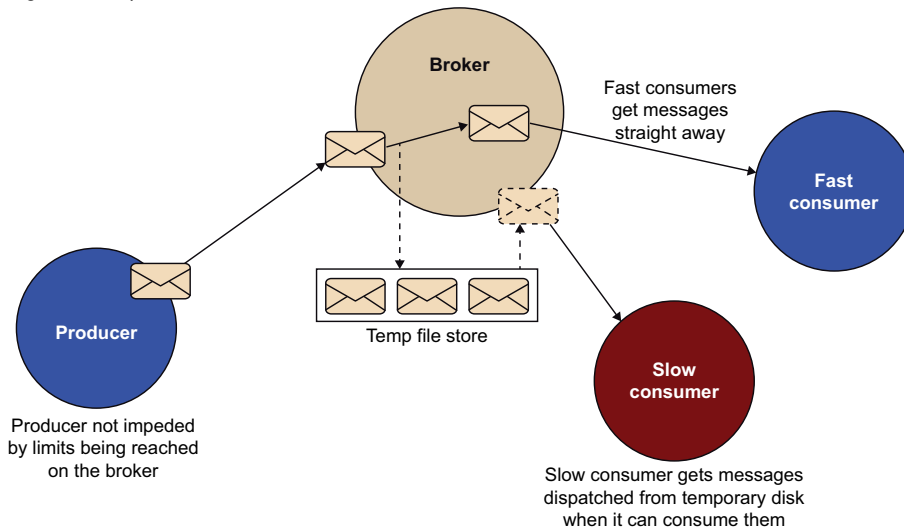 Broker
Fast consumers
get messages
straight away
Fast
consumer
Producer
Temp file store
Slow
consumer
Producer not impeded
by limits being reached
on the broker
Slow consumer gets messages
dispatched from temporary disk
when it can consume them